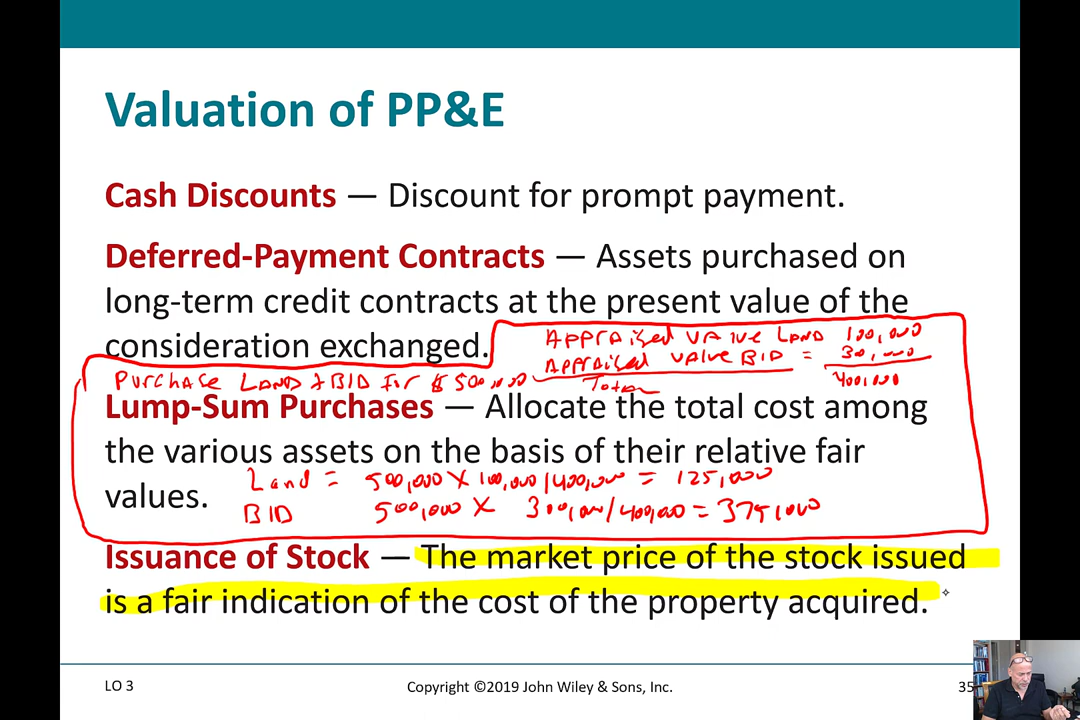 Valuation of PP&E
Cash Discounts — Discount for prompt payment.
Deferred-Payment Contracts — Assets purchased on
long-term credit contracts at the present value of the
consideration exchanged.
Appraised value Land 100,000
Appraised value BlD = 30,,000
Total 400,000
Purchase Land & BlD for $500,000
Lump-Sum Purchases — Allocate the total cost among
the various assets on the basis of their relative fair
values.
Land = 500,000 x 100,000/400,000 = 125,000
BlD 500,000 x 300,000/400,000 = 375,000
Issuance of Stock — The market price of the stock issued
is a fair indication of the cost of the property acquired.
LO 3
Copyright ©2019 John Wiley & Sons, Inc.
35